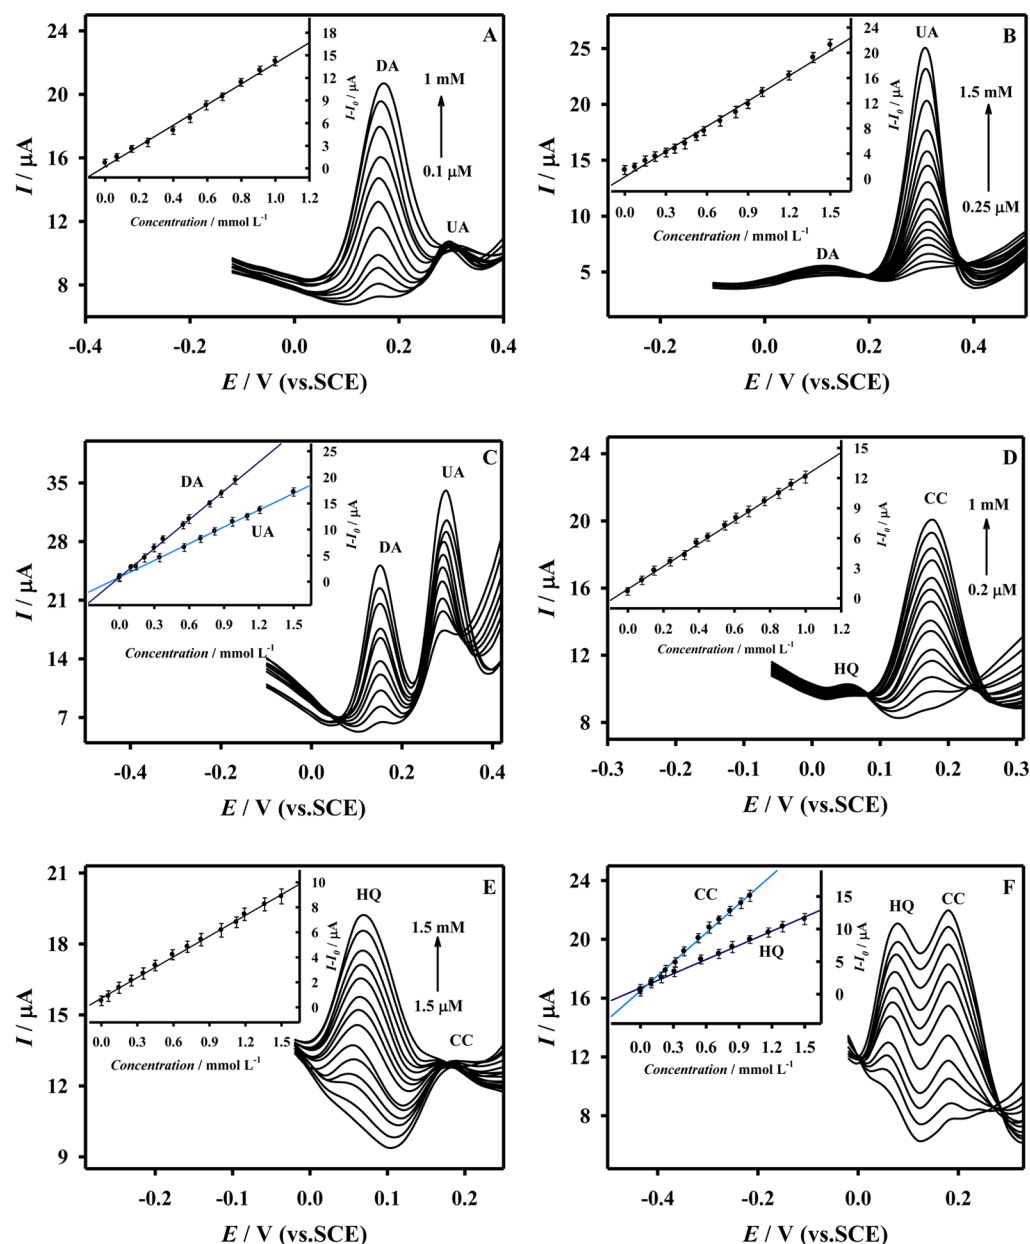 A
24
20
16
12
8
I / µA
-0.4
-0.2
0.0
0.2
0.4
E / V (vs.SCE)
DA
UA
1 mM
0.1 µM
18
15
12
9
6
3
0
I-I0 / µA
0.0
0.2
0.4
0.6
0.8
1.0
1.2
Concentration / mmol L-1
B
25
20
15
10
5
I / µA
-0.2
0.0
0.2
0.4
E / V (vs.SCE)
UA
DA
1.5 mM
0.25 µM
24
20
16
12
8
4
0
I-I0 / µA
0.0
0.3
0.6
0.9
1.2
1.5
Concentration / mmol L-1
C
35
28
21
14
7
I / µA
-0.4
-0.2
0.0
0.2
0.4
E / V (vs.SCE)
UA
DA
DA
UA
25
20
15
10
5
0
I-I0 / µA
0.0
0.3
0.6
0.9
1.2
1.5
Concentration / mmol L-1
D
24
20
16
12
8
I / µA
-0.3
-0.2
-0.1
0.0
0.1
0.2
0.3
E / V (vs.SCE)
CC
HQ
1 mM
0.2 µM
15
12
9
6
3
0
I-I0 / µA
0.0
0.2
0.4
0.6
0.8
1.0
1.2
Concentration / mmol L-1
E
21
18
15
12
9
I / µA
-0.2
-0.1
0.0
0.1
0.2
E / V (vs.SCE)
HQ
CC
1.5 mM
1.5 µM
10
8
6
4
2
0
I-I0 / µA
0.0
0.3
0.6
0.9
1.2
1.5
Concentration / mmol L-1
F
24
20
16
12
8
I / µA
-0.4
-0.2
0.0
0.2
E / V (vs.SCE)
HQ
CC
CC
HQ
15
10
5
0
I-I0 / µA
0.0
0.3
0.6
0.9
1.2
1.5
Concentration / mmol L-1